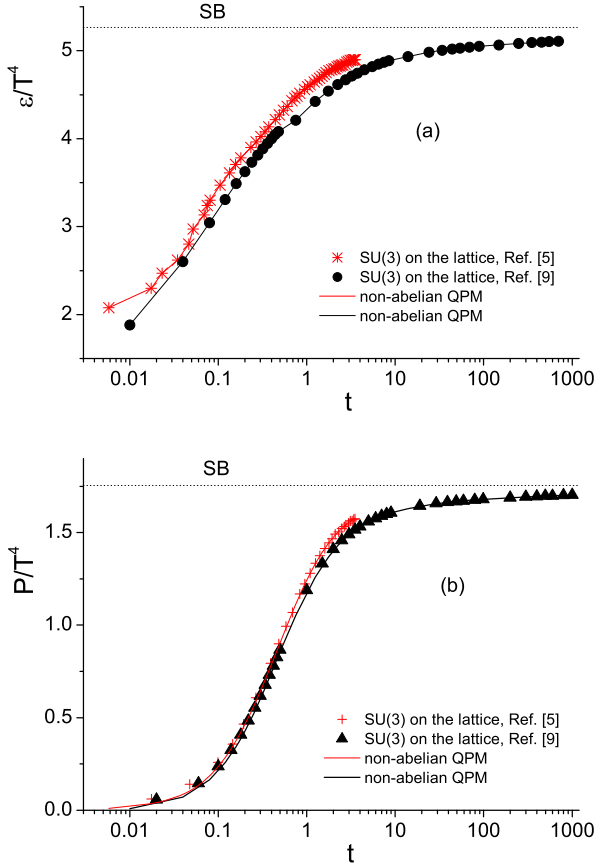 SB
5
4
3
2
ε/T⁴
(a)
SU(3) on the lattice, Ref. [5]
SU(3) on the lattice, Ref. [9]
non-abelian QPM
non-abelian QPM
0.01 0.1 1 10 100 1000
t
SB
1.5
1.0
0.5
0.0
P/T⁴
(b)
SU(3) on the lattice, Ref. [5]
SU(3) on the lattice, Ref. [9]
non-abelian QPM
non-abelian QPM
0.01 0.1 1 10 100 1000
t